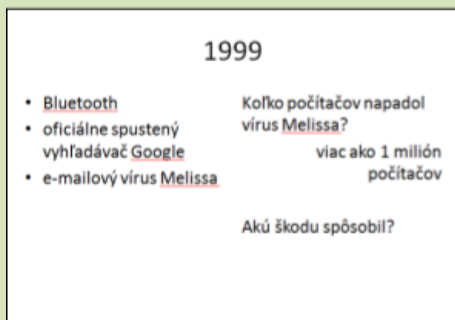 1999
• Bluetooth
• oficiálne spustený
vyhľadávač Google
• e-mailový vírus Melissa
Koľko počítačov napadol
vírus Melissa?
viac ako 1 milión
počítačov
Akú škodu spôsobil?